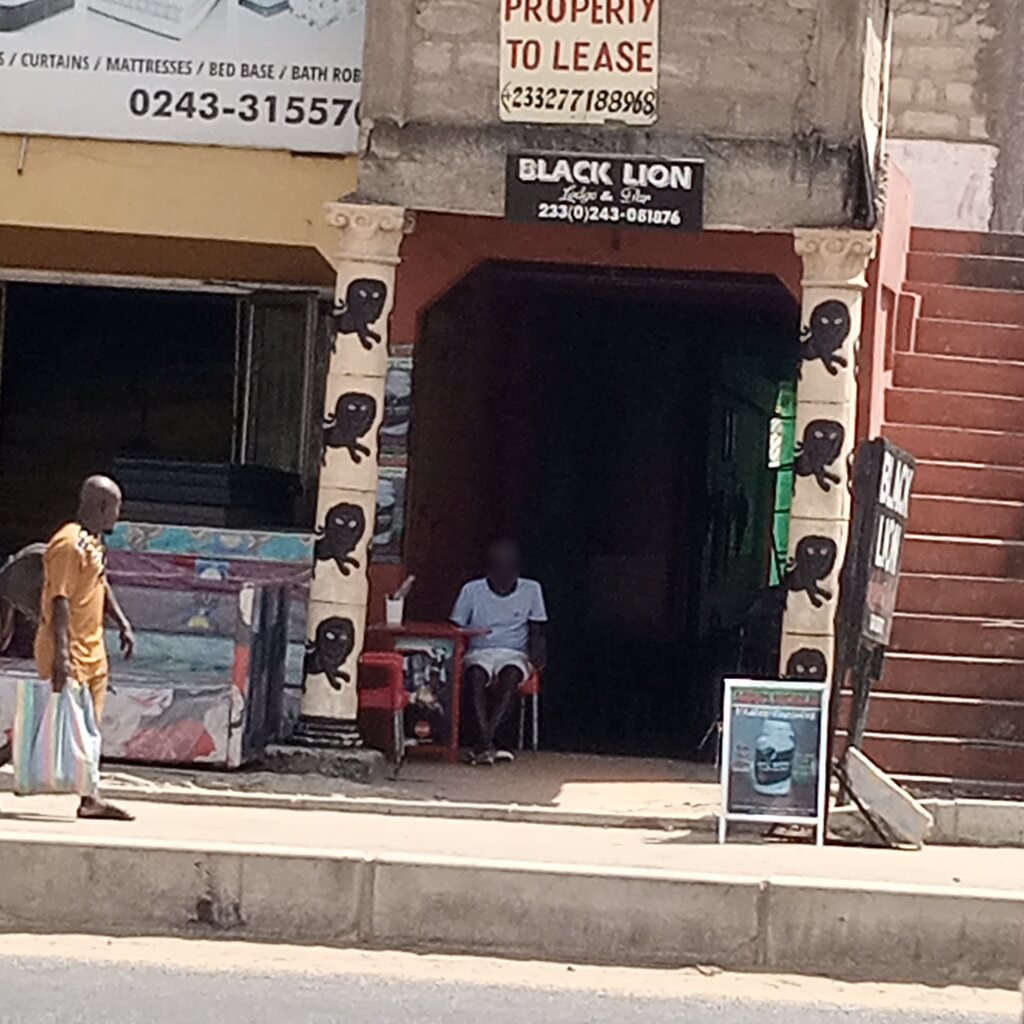 / CURTAINS / MATTRESSES / BED BASE / BATH ROB
0243-31557
PROPERTY
TO LEASE
+233277188968
BLACK LION
Lodge & Bar
233(0)243-081876
BLACK
LION